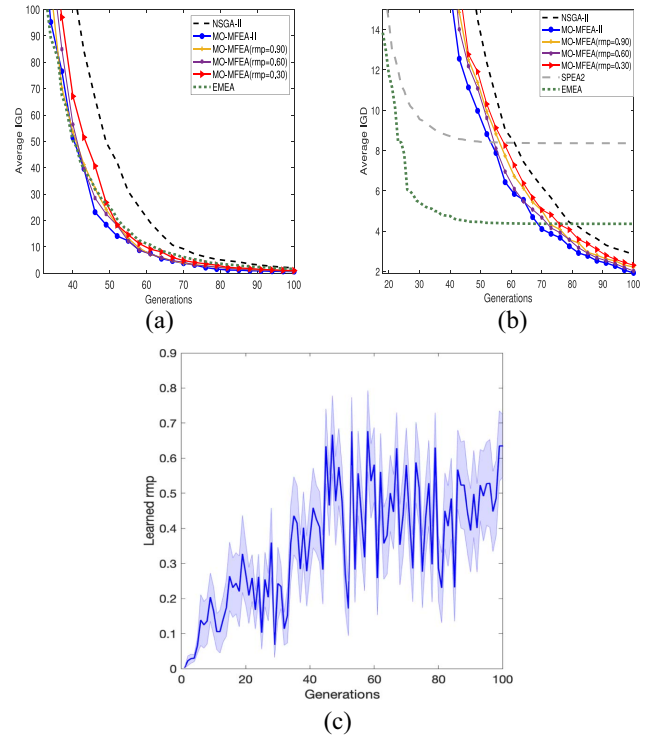 100
90
80
70
60
50
40
30
20
10
0
Average IGD
40 50 60 70 80 90 100
Generations
NSGA-II
MO-MFEA-II
MO-MFEA(rmp=0.90)
MO-MFEA(rmp=0.60)
MO-MFEA(rmp=0.30)
EMEA
(a)
14
12
10
8
6
4
2
Average IGD
20 30 40 50 60 70 80 90 100
Generations
NSGA-II
MO-MFEA-II
MO-MFEA(rmp=0.90)
MO-MFEA(rmp=0.60)
MO-MFEA(rmp=0.30)
SPEA2
EMEA
(b)
0.9
0.8
0.7
0.6
0.5
0.4
0.3
0.2
0.1
0
Learned rmp
0 20 40 60 80 100
Generations
(c)